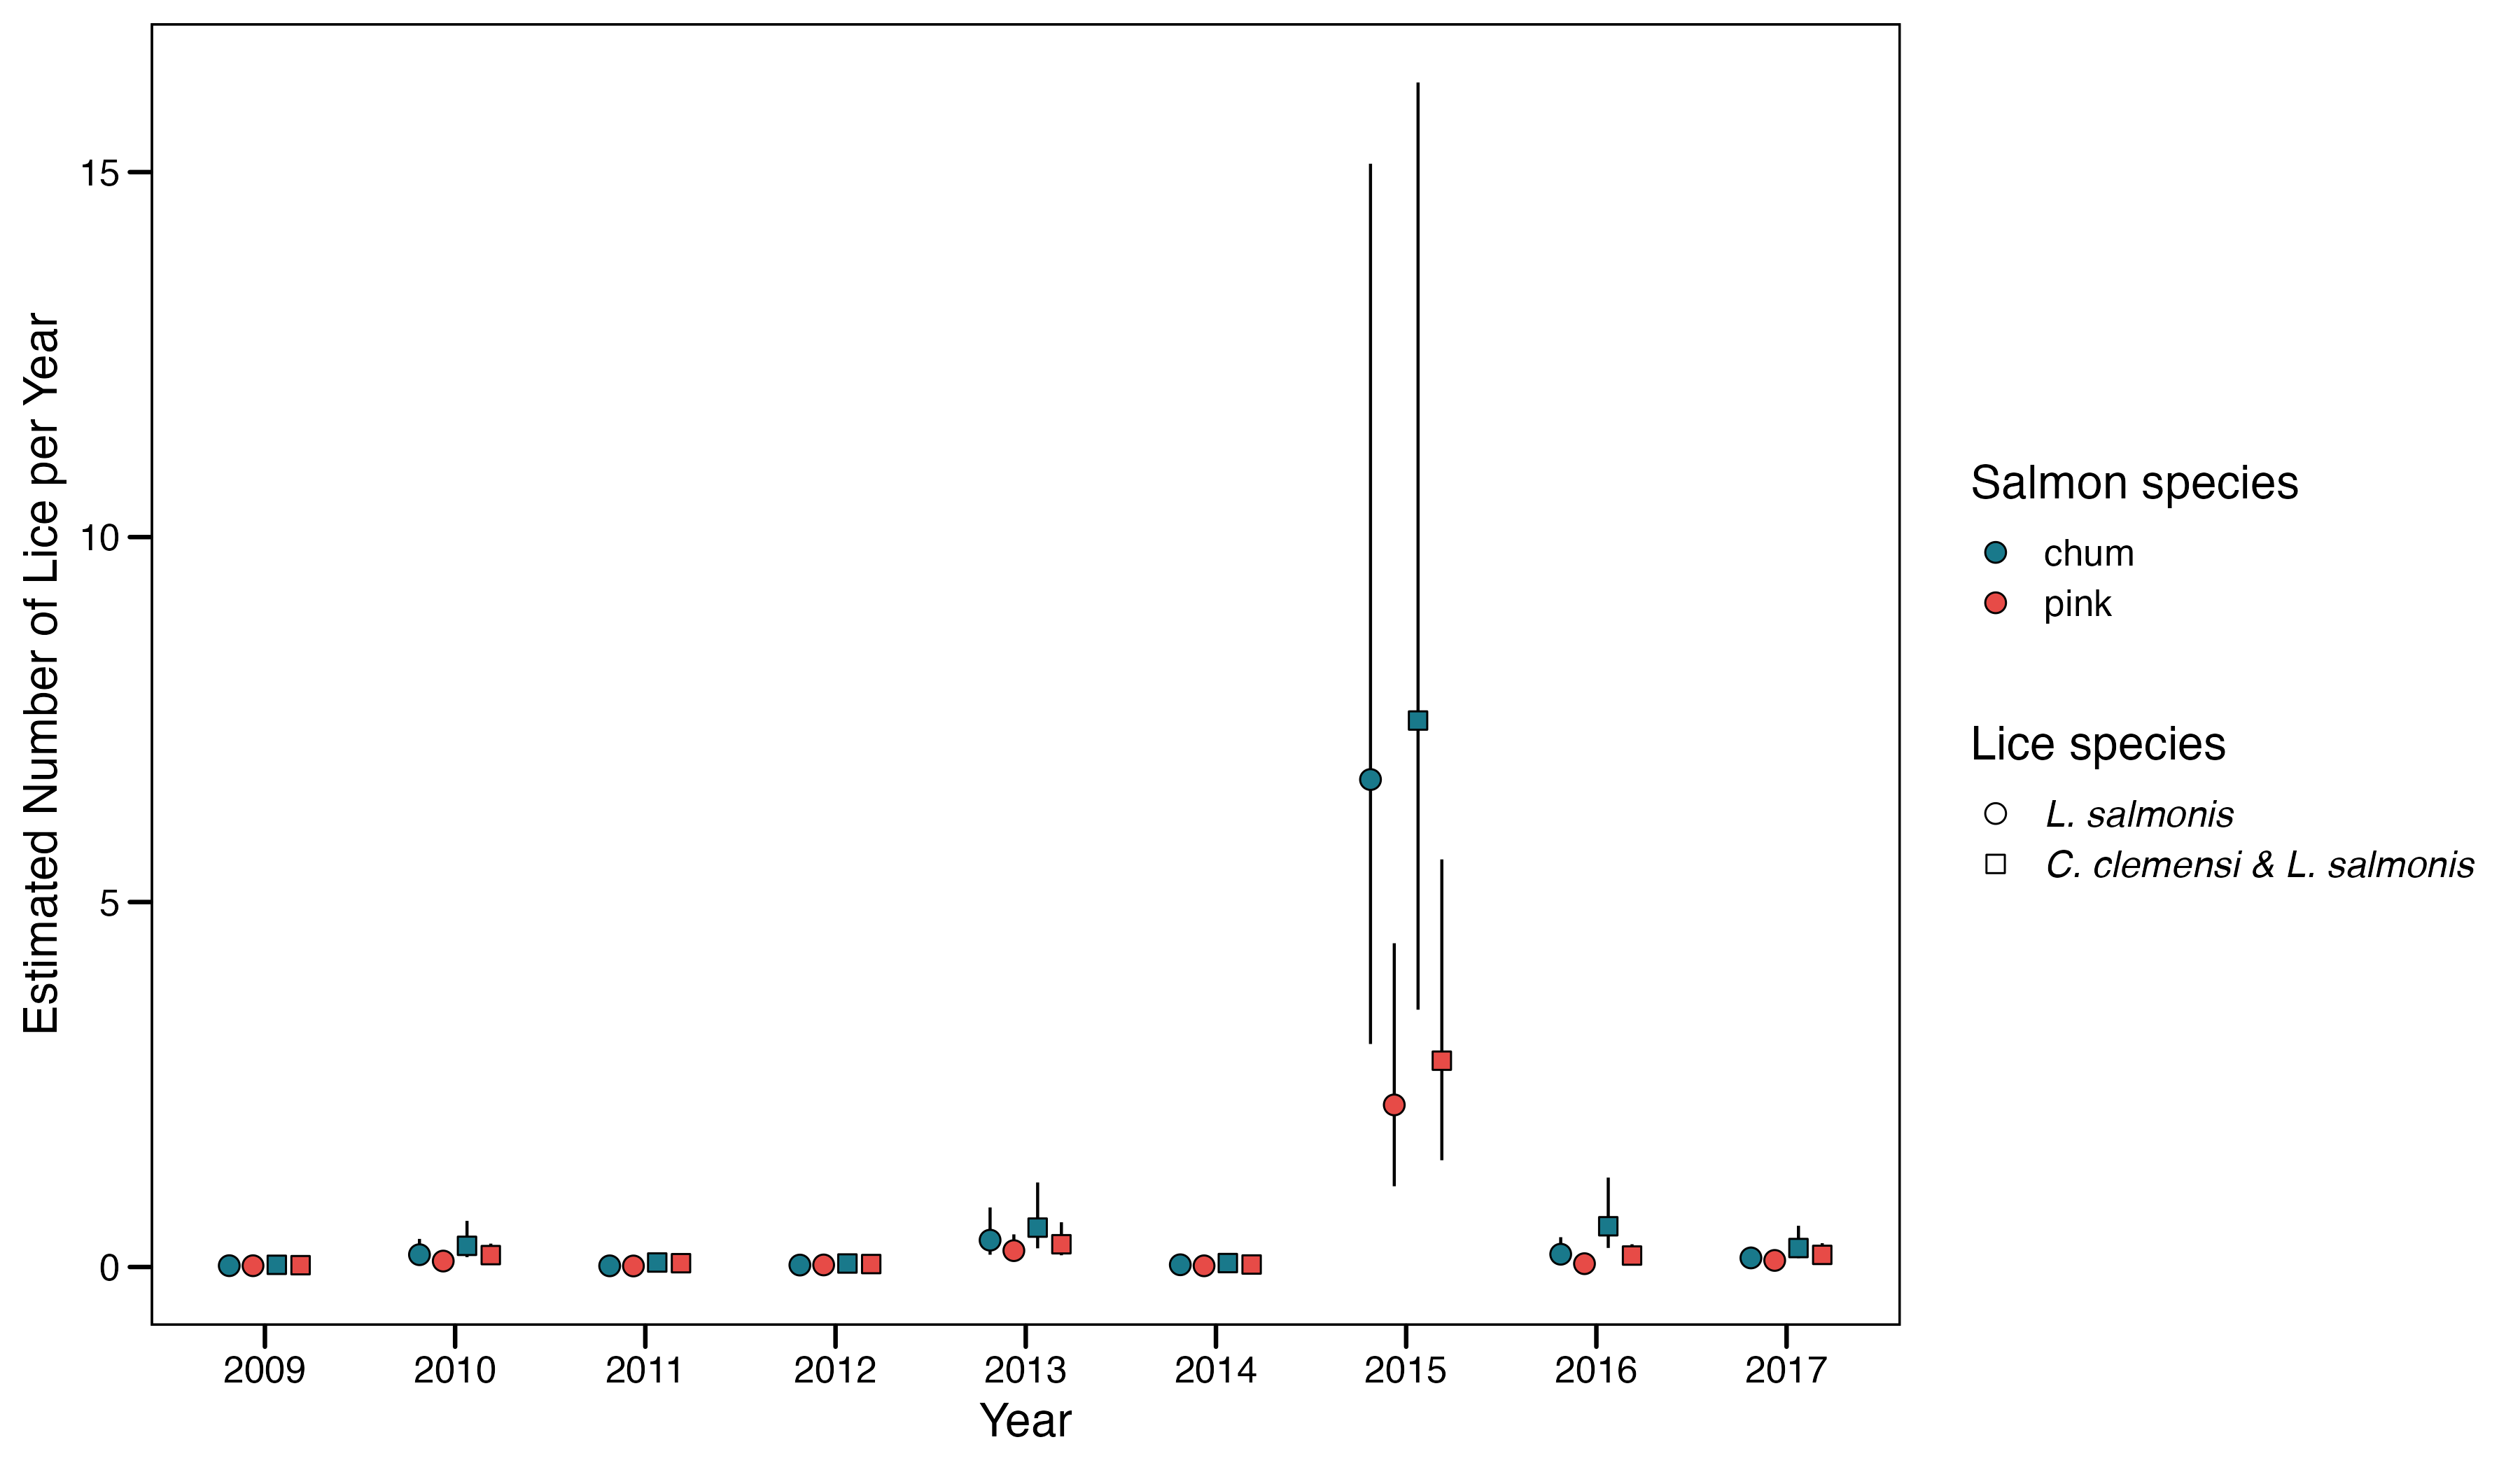 Estimated Number of Lice per Year
15
10
5
0
2009 2010 2011 2012 2013 2014 2015 2016 2017
Year
Salmon species
chum
pink
Lice species
L. salmonis
C. clemensi & L. salmonis